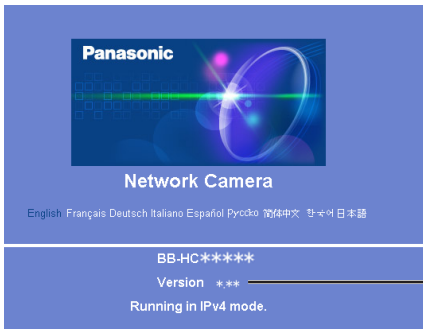 Panasonic
Network Camera
English Français Deutsch Italiano Español Русско 简体中文 한국어 日本語
BB-HC*****
Version *.**
Running in IPv4 mode.